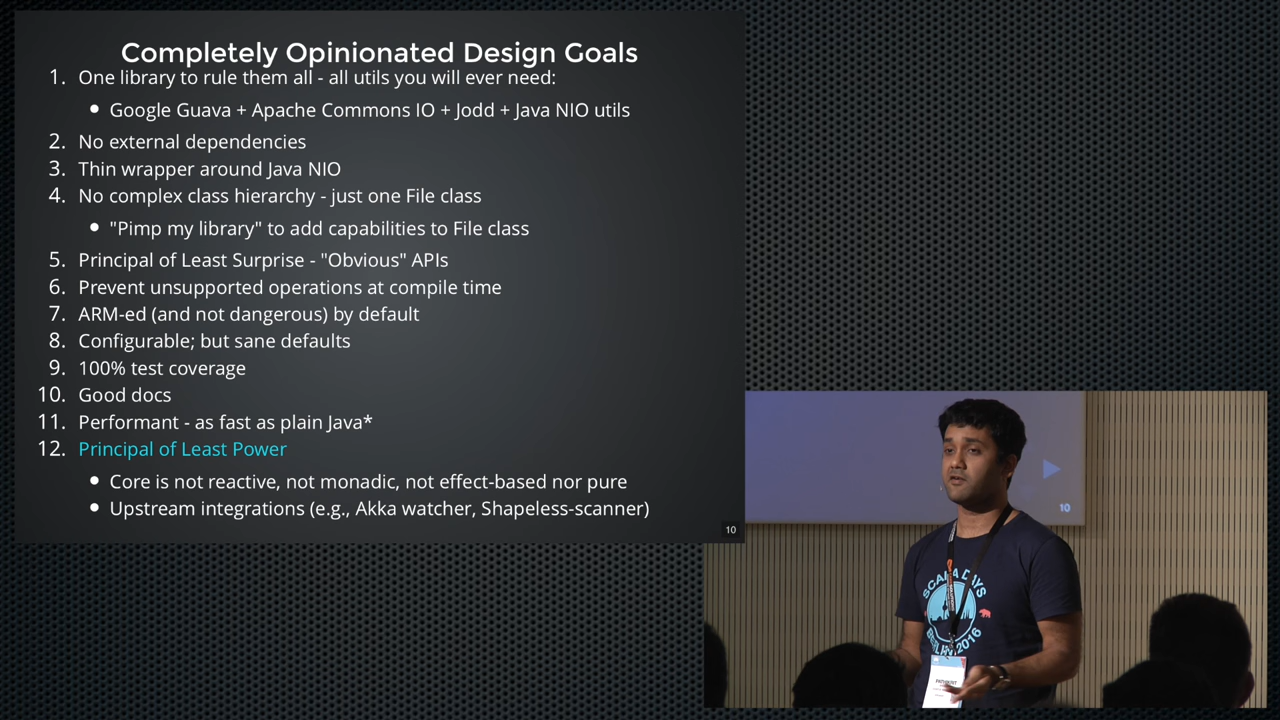 Completely Opinionated Design Goals
1. One library to rule them all - all utils you will ever need:
• Google Guava + Apache Commons IO + Jodd + Java NIO utils
2. No external dependencies
3. Thin wrapper around Java NIO
4. No complex class hierarchy - just one File class
• "Pimp my library" to add capabilities to File class
5. Principal of Least Surprise - "Obvious" APIs
6. Prevent unsupported operations at compile time
7. ARM-ed (and not dangerous) by default
8. Configurable; but sane defaults
9. 100% test coverage
10. Good docs
11. Performant - as fast as plain Java*
12. Principal of Least Power
• Core is not reactive, not monadic, not effect-based nor pure
• Upstream integrations (e.g., Akka watcher, Shapeless-scanner)
10
10
SCALA DAYS
BERLIN 2016